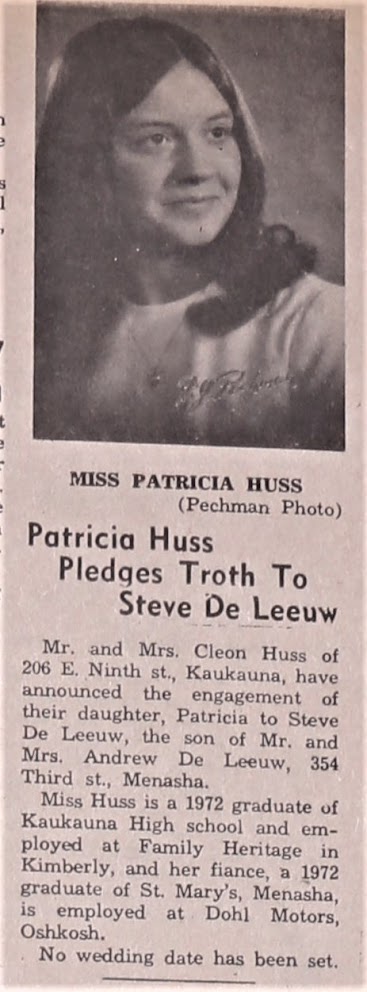 MISS PATRICIA HUSS
(Pechman Photo)
Patricia Huss
Pledges Troth To
Steve De Leeuw
Mr. and Mrs. Cleon Huss of
206 E. Ninth st., Kaukauna, have
announced the engagement of
their daughter, Patricia to Steve
De Leeuw, the son of Mr. and
Mrs. Andrew De Leeuw, 354
Third st., Menasha.
Miss Huss is a 1972 graduate of
Kaukauna High school and em-
ployed at Family Heritage in
Kimberly, and her fiance, a 1972
graduate of St. Mary's, Menasha,
is employed at Dohl Motors,
Oshkosh.
No wedding date has been set.